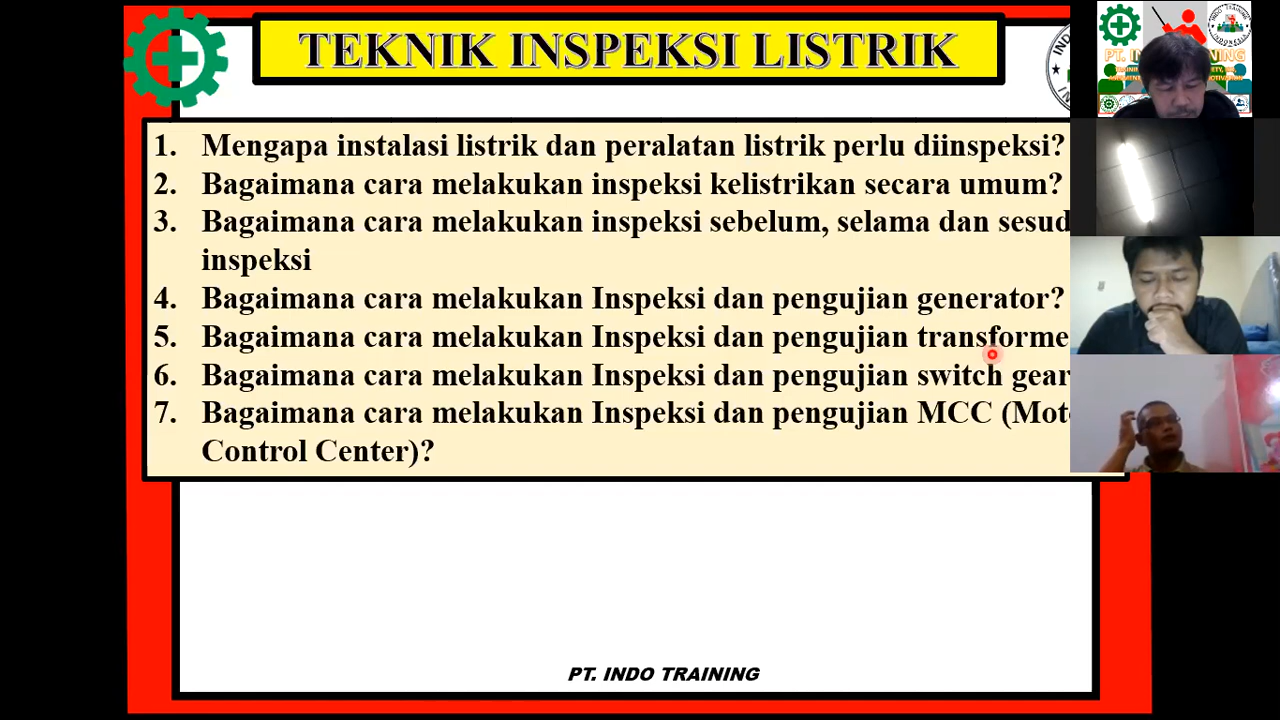 TEKNIK INSPEKSI LISTRIK
1. Mengapa instalasi listrik dan peralatan listrik perlu diinspeksi?
2. Bagaimana cara melakukan inspeksi kelistrikan secara umum?
3. Bagaimana cara melakukan inspeksi sebelum, selama dan sesud
inspeksi
4. Bagaimana cara melakukan Inspeksi dan pengujian generator?
5. Bagaimana cara melakukan Inspeksi dan pengujian transforme
6. Bagaimana cara melakukan Inspeksi dan pengujian switch gear
7. Bagaimana cara melakukan Inspeksi dan pengujian MCC (Moto
Control Center)?
PT. INDO TRAINING